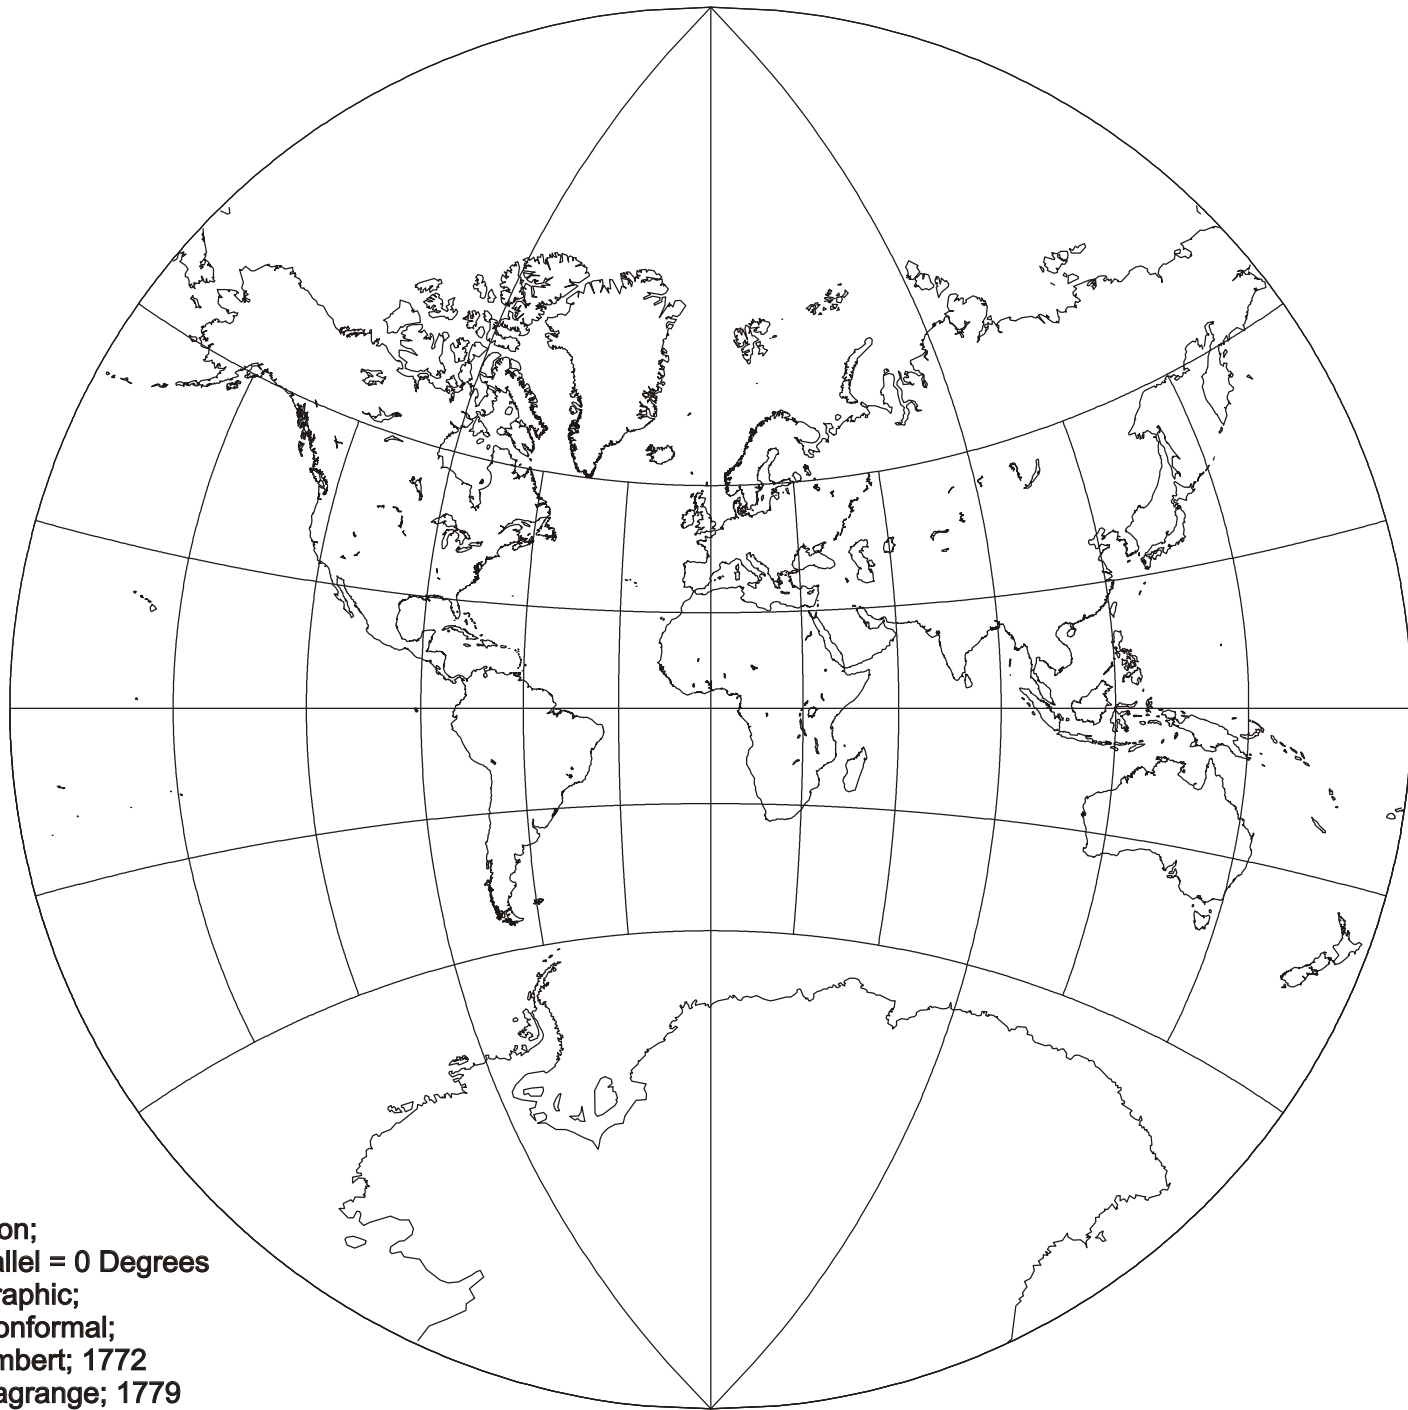 on;
allel = 0 Degrees
raphic;
onformal;
mbert; 1772
agrange; 1779